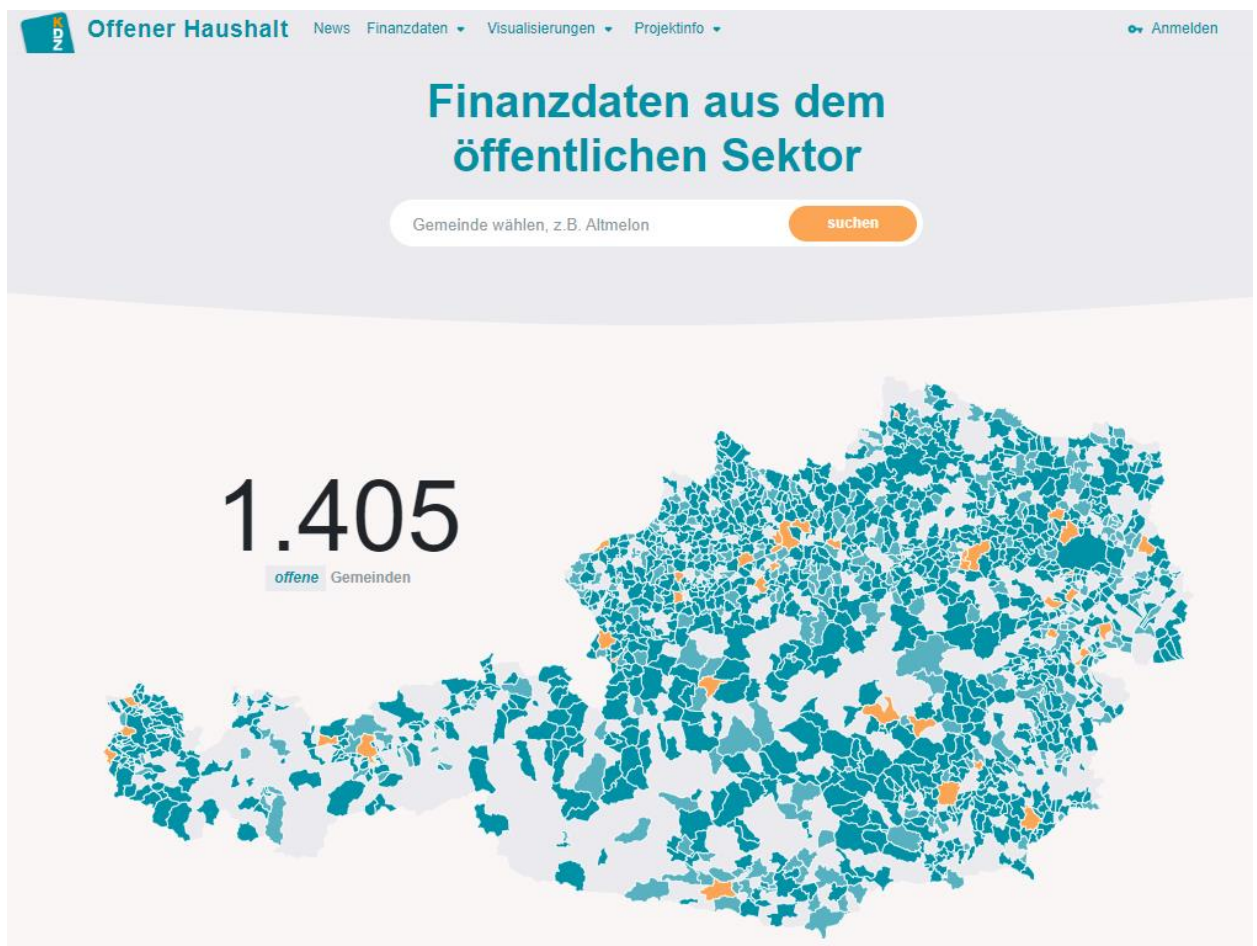 KDZ
Offener Haushalt News Finanzdaten Visualisierungen Projektinfo Anmelden
Finanzdaten aus dem
öffentlichen Sektor
Gemeinde wählen, z.B. Altmelon suchen
1.405
offene Gemeinden